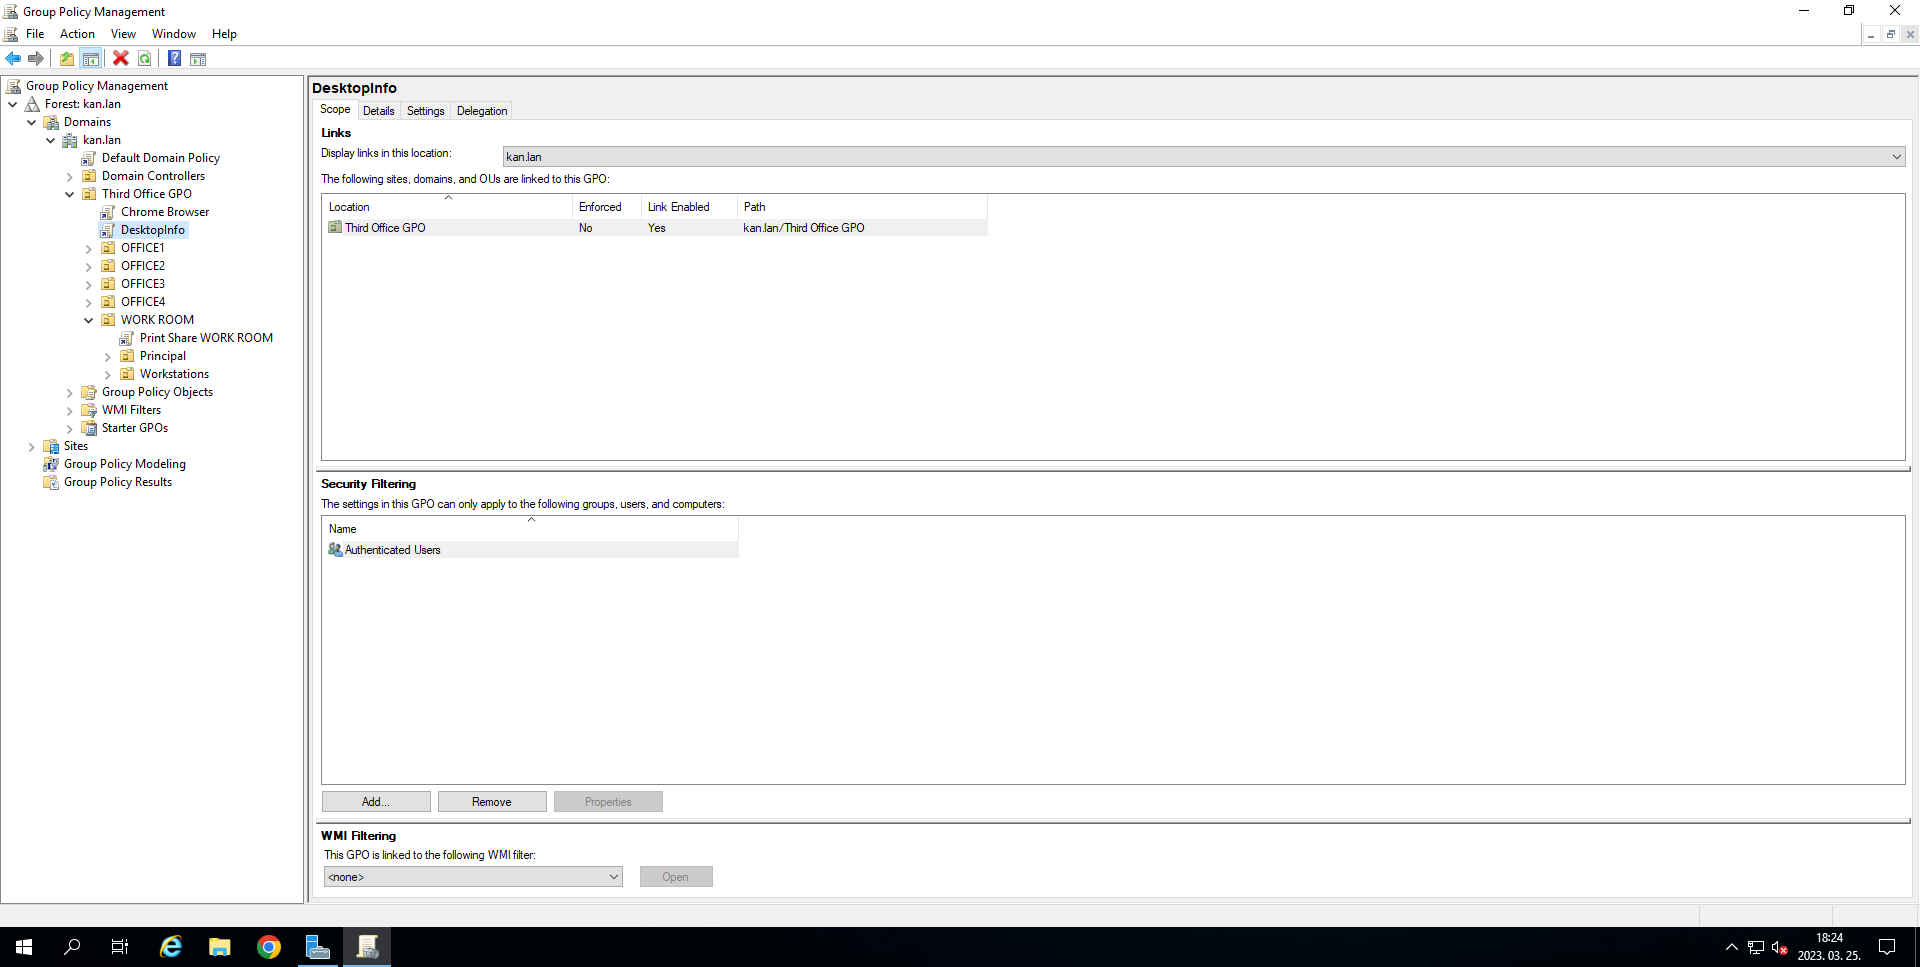 Group Policy Management
File Action View Window Help
Group Policy Management
Forest: kan.lan
Domains
kan.lan
Default Domain Policy
Domain Controllers
Third Office GPO
Chrome Browser
DesktopInfo
OFFICE1
OFFICE2
OFFICE3
OFFICE4
WORK ROOM
Print Share WORK ROOM
Principal
Workstations
Group Policy Objects
WMI Filters
Starter GPOs
Sites
Group Policy Modeling
Group Policy Results
DesktopInfo
Scope Details Settings Delegation
Links
Display links in this location: kan.lan
The following sites, domains, and OUs are linked to this GPO:
Location Enforced Link Enabled Path
Third Office GPO No Yes kan.lan/Third Office GPO
Security Filtering
The settings in this GPO can only apply to the following groups, users, and computers:
Name
Authenticated Users
Add... Remove Properties
WMI Filtering
This GPO is linked to the following WMI filter:
<none> Open
18:24
2023. 03. 25.